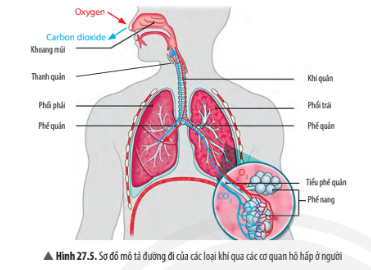 Oxygen
Carbon dioxide
Khoang mũi
Thanh quản
Khí quản
Phổi phải
Phổi trái
Phế quản
Phế quản
O₂
CO₂
Tiểu phế quản
Phế nang
▲ Hình 27.5. Sơ đồ mô tả đường đi của các loại khí qua các cơ quan hô hấp ở người